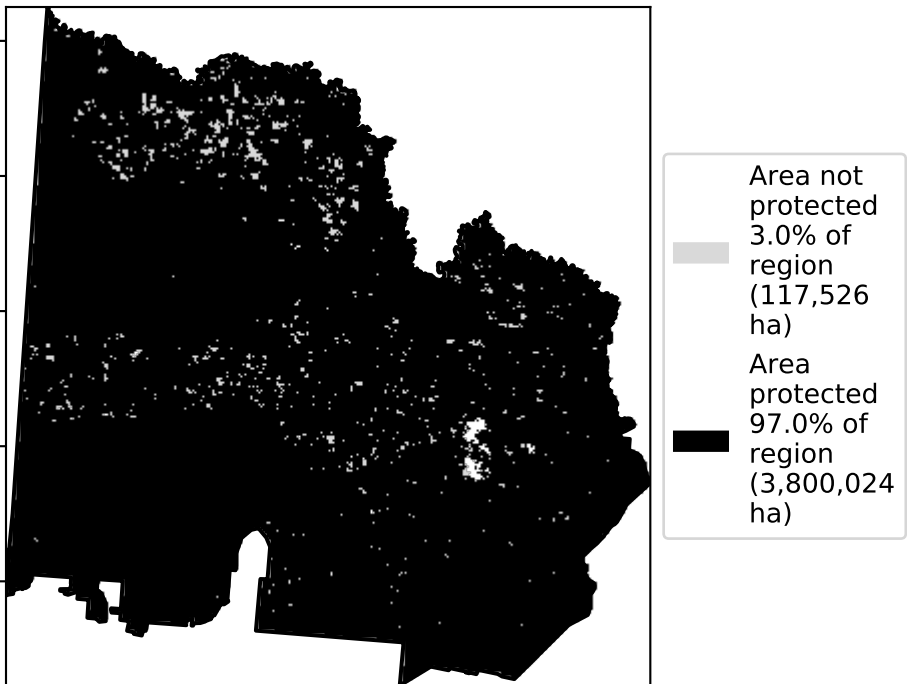 Area not
protected
3.0% of
region
(117,526
ha)
Area
protected
97.0% of
region
(3,800,024
ha)